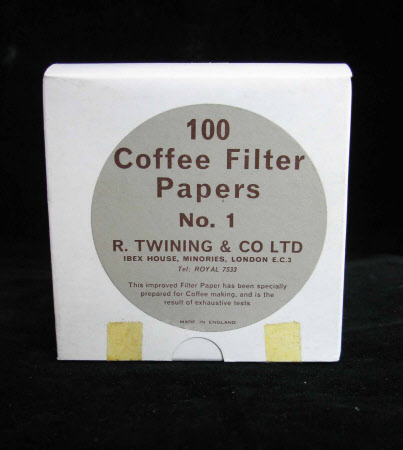 100
Coffee Filter
Papers
No. 1
R. TWINING & CO LTD
IBEX HOUSE, MINORIES, LONDON E.C.3
Tel: ROYAL 7533
This improved Filter Paper has been specially
prepared for Coffee making, and is the
result of exhaustive tests
MADE IN ENGLAND